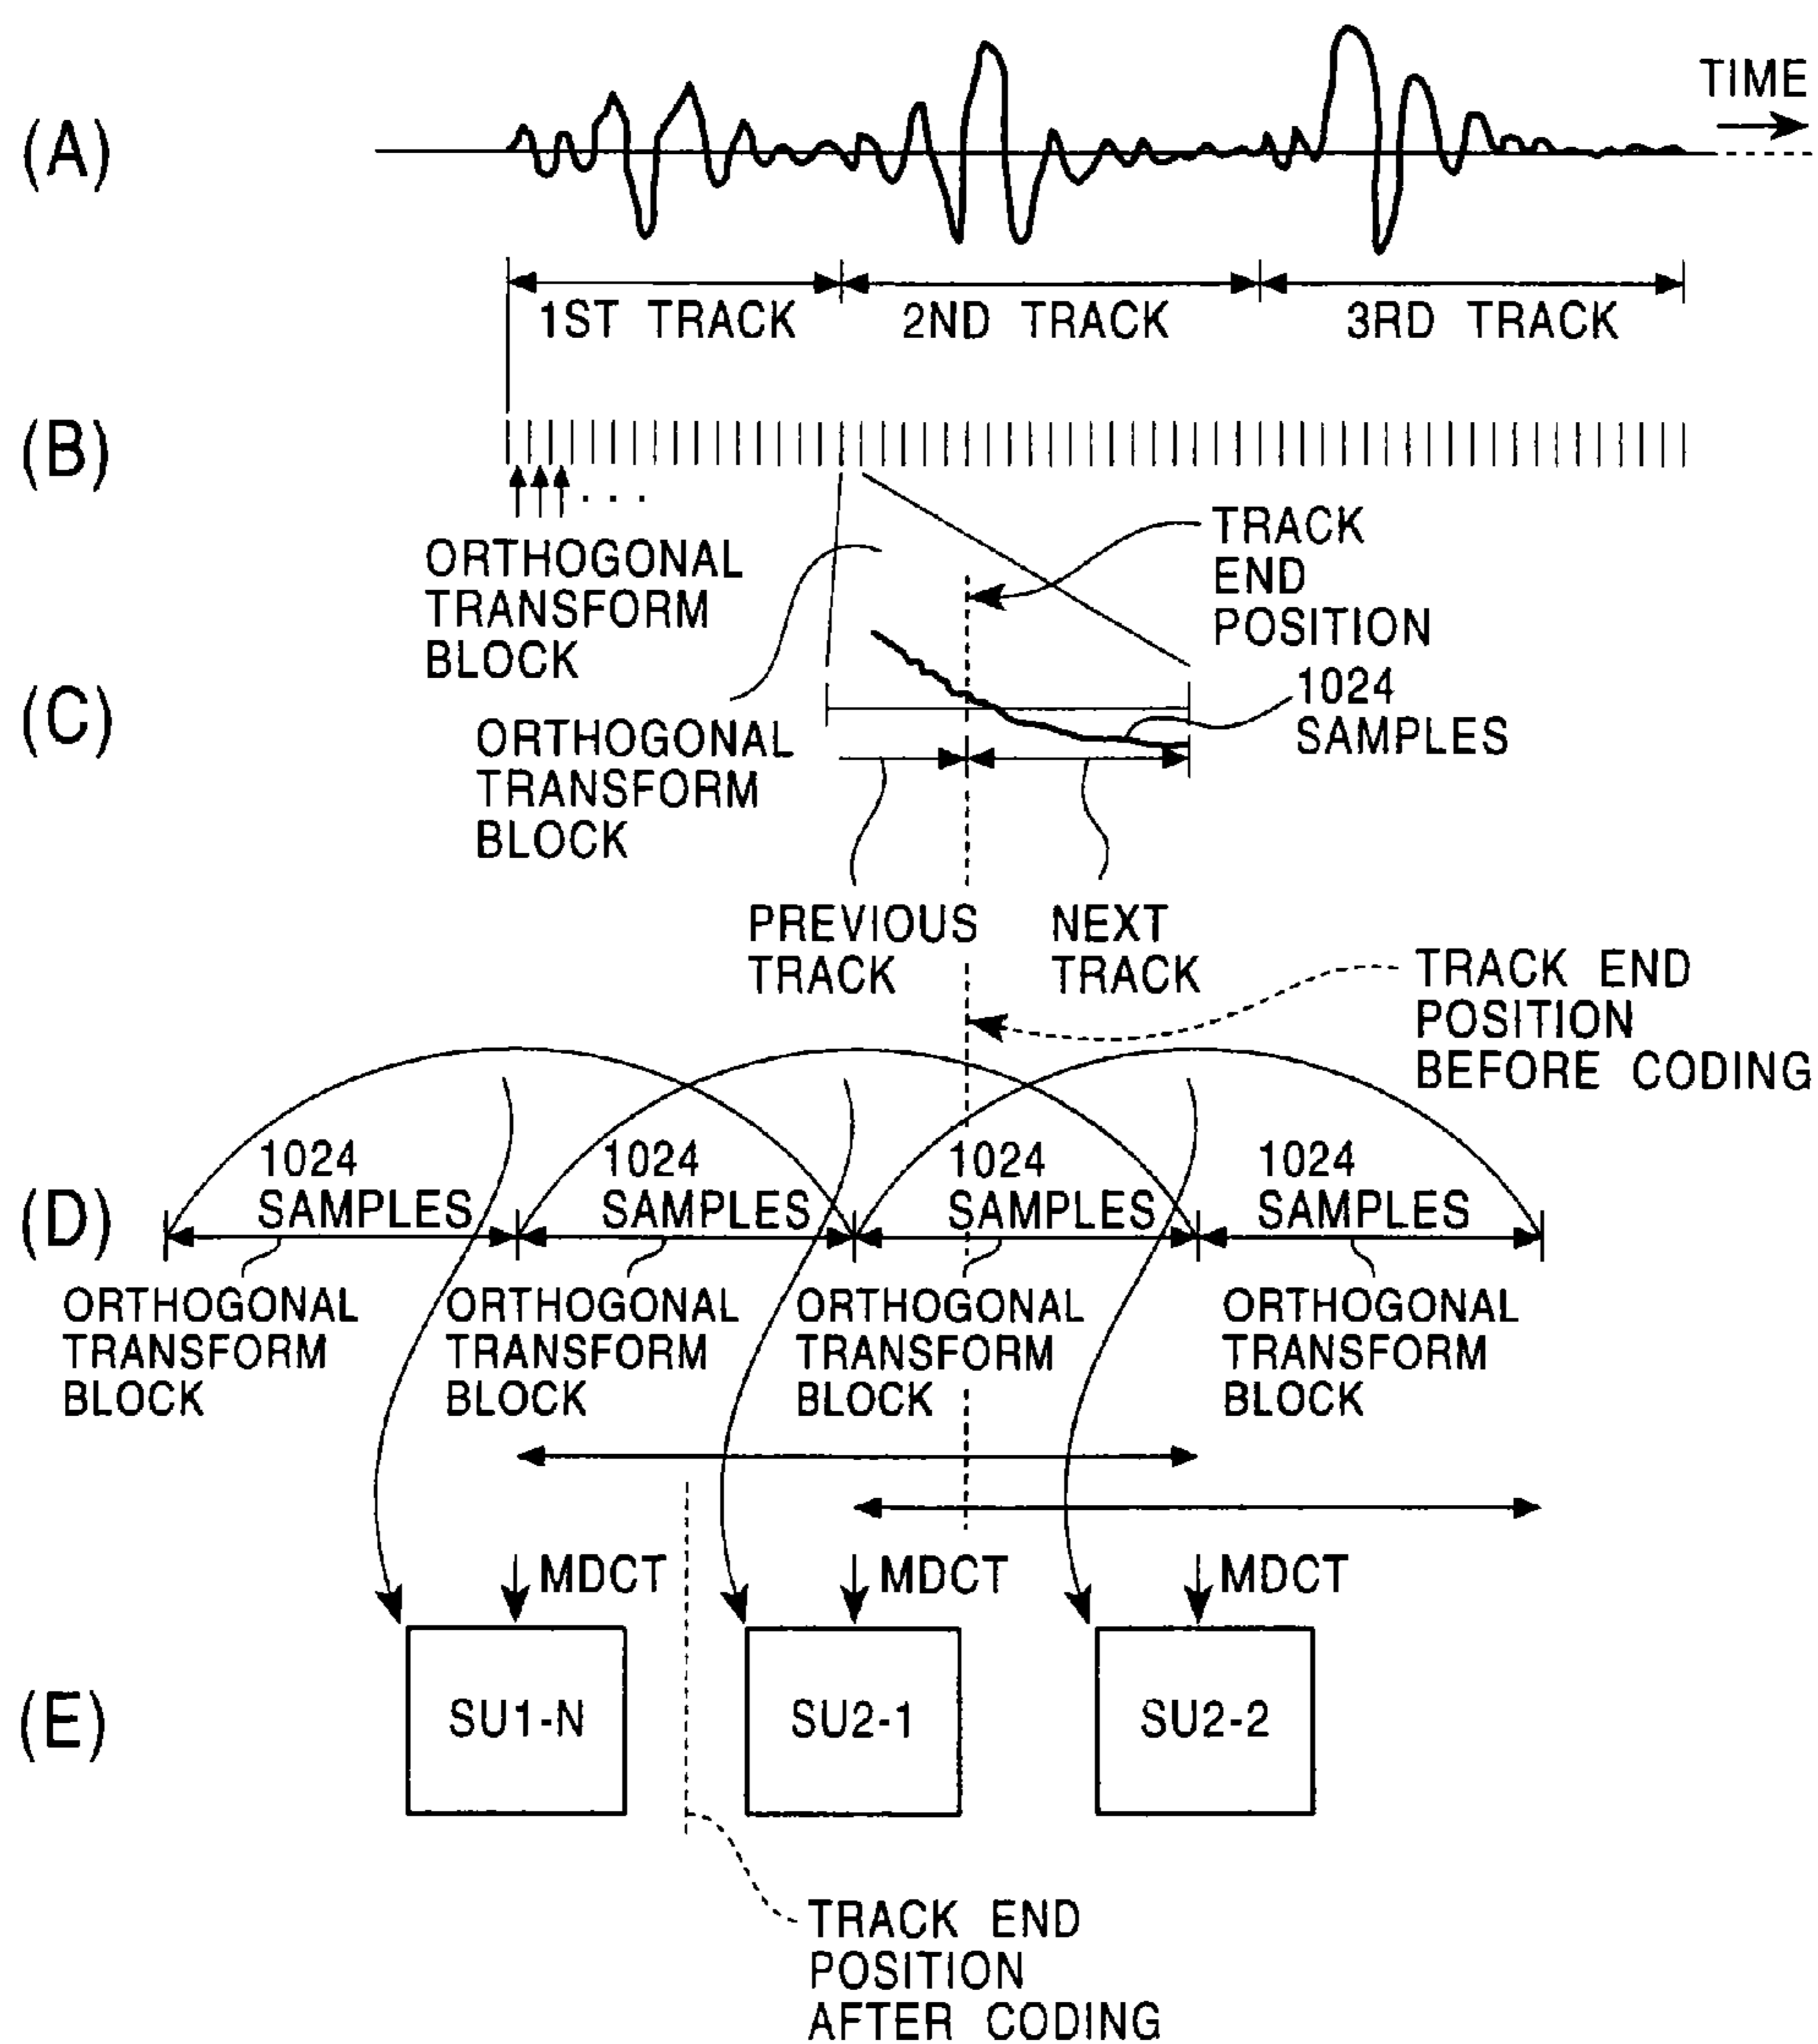 (A)
TIME
1ST TRACK
2ND TRACK
3RD TRACK
(B)
. . .
ORTHOGONAL
TRANSFORM
BLOCK
TRACK
END
POSITION
(C)
ORTHOGONAL
TRANSFORM
BLOCK
1024
SAMPLES
PREVIOUS
TRACK
NEXT
TRACK
TRACK END
POSITION
BEFORE CODING
(D)
1024
SAMPLES
1024
SAMPLES
1024
SAMPLES
1024
SAMPLES
ORTHOGONAL
TRANSFORM
BLOCK
ORTHOGONAL
TRANSFORM
BLOCK
ORTHOGONAL
TRANSFORM
BLOCK
ORTHOGONAL
TRANSFORM
BLOCK
MDCT
MDCT
MDCT
(E)
SU1-N
SU2-1
SU2-2
TRACK END
POSITION
AFTER CODING